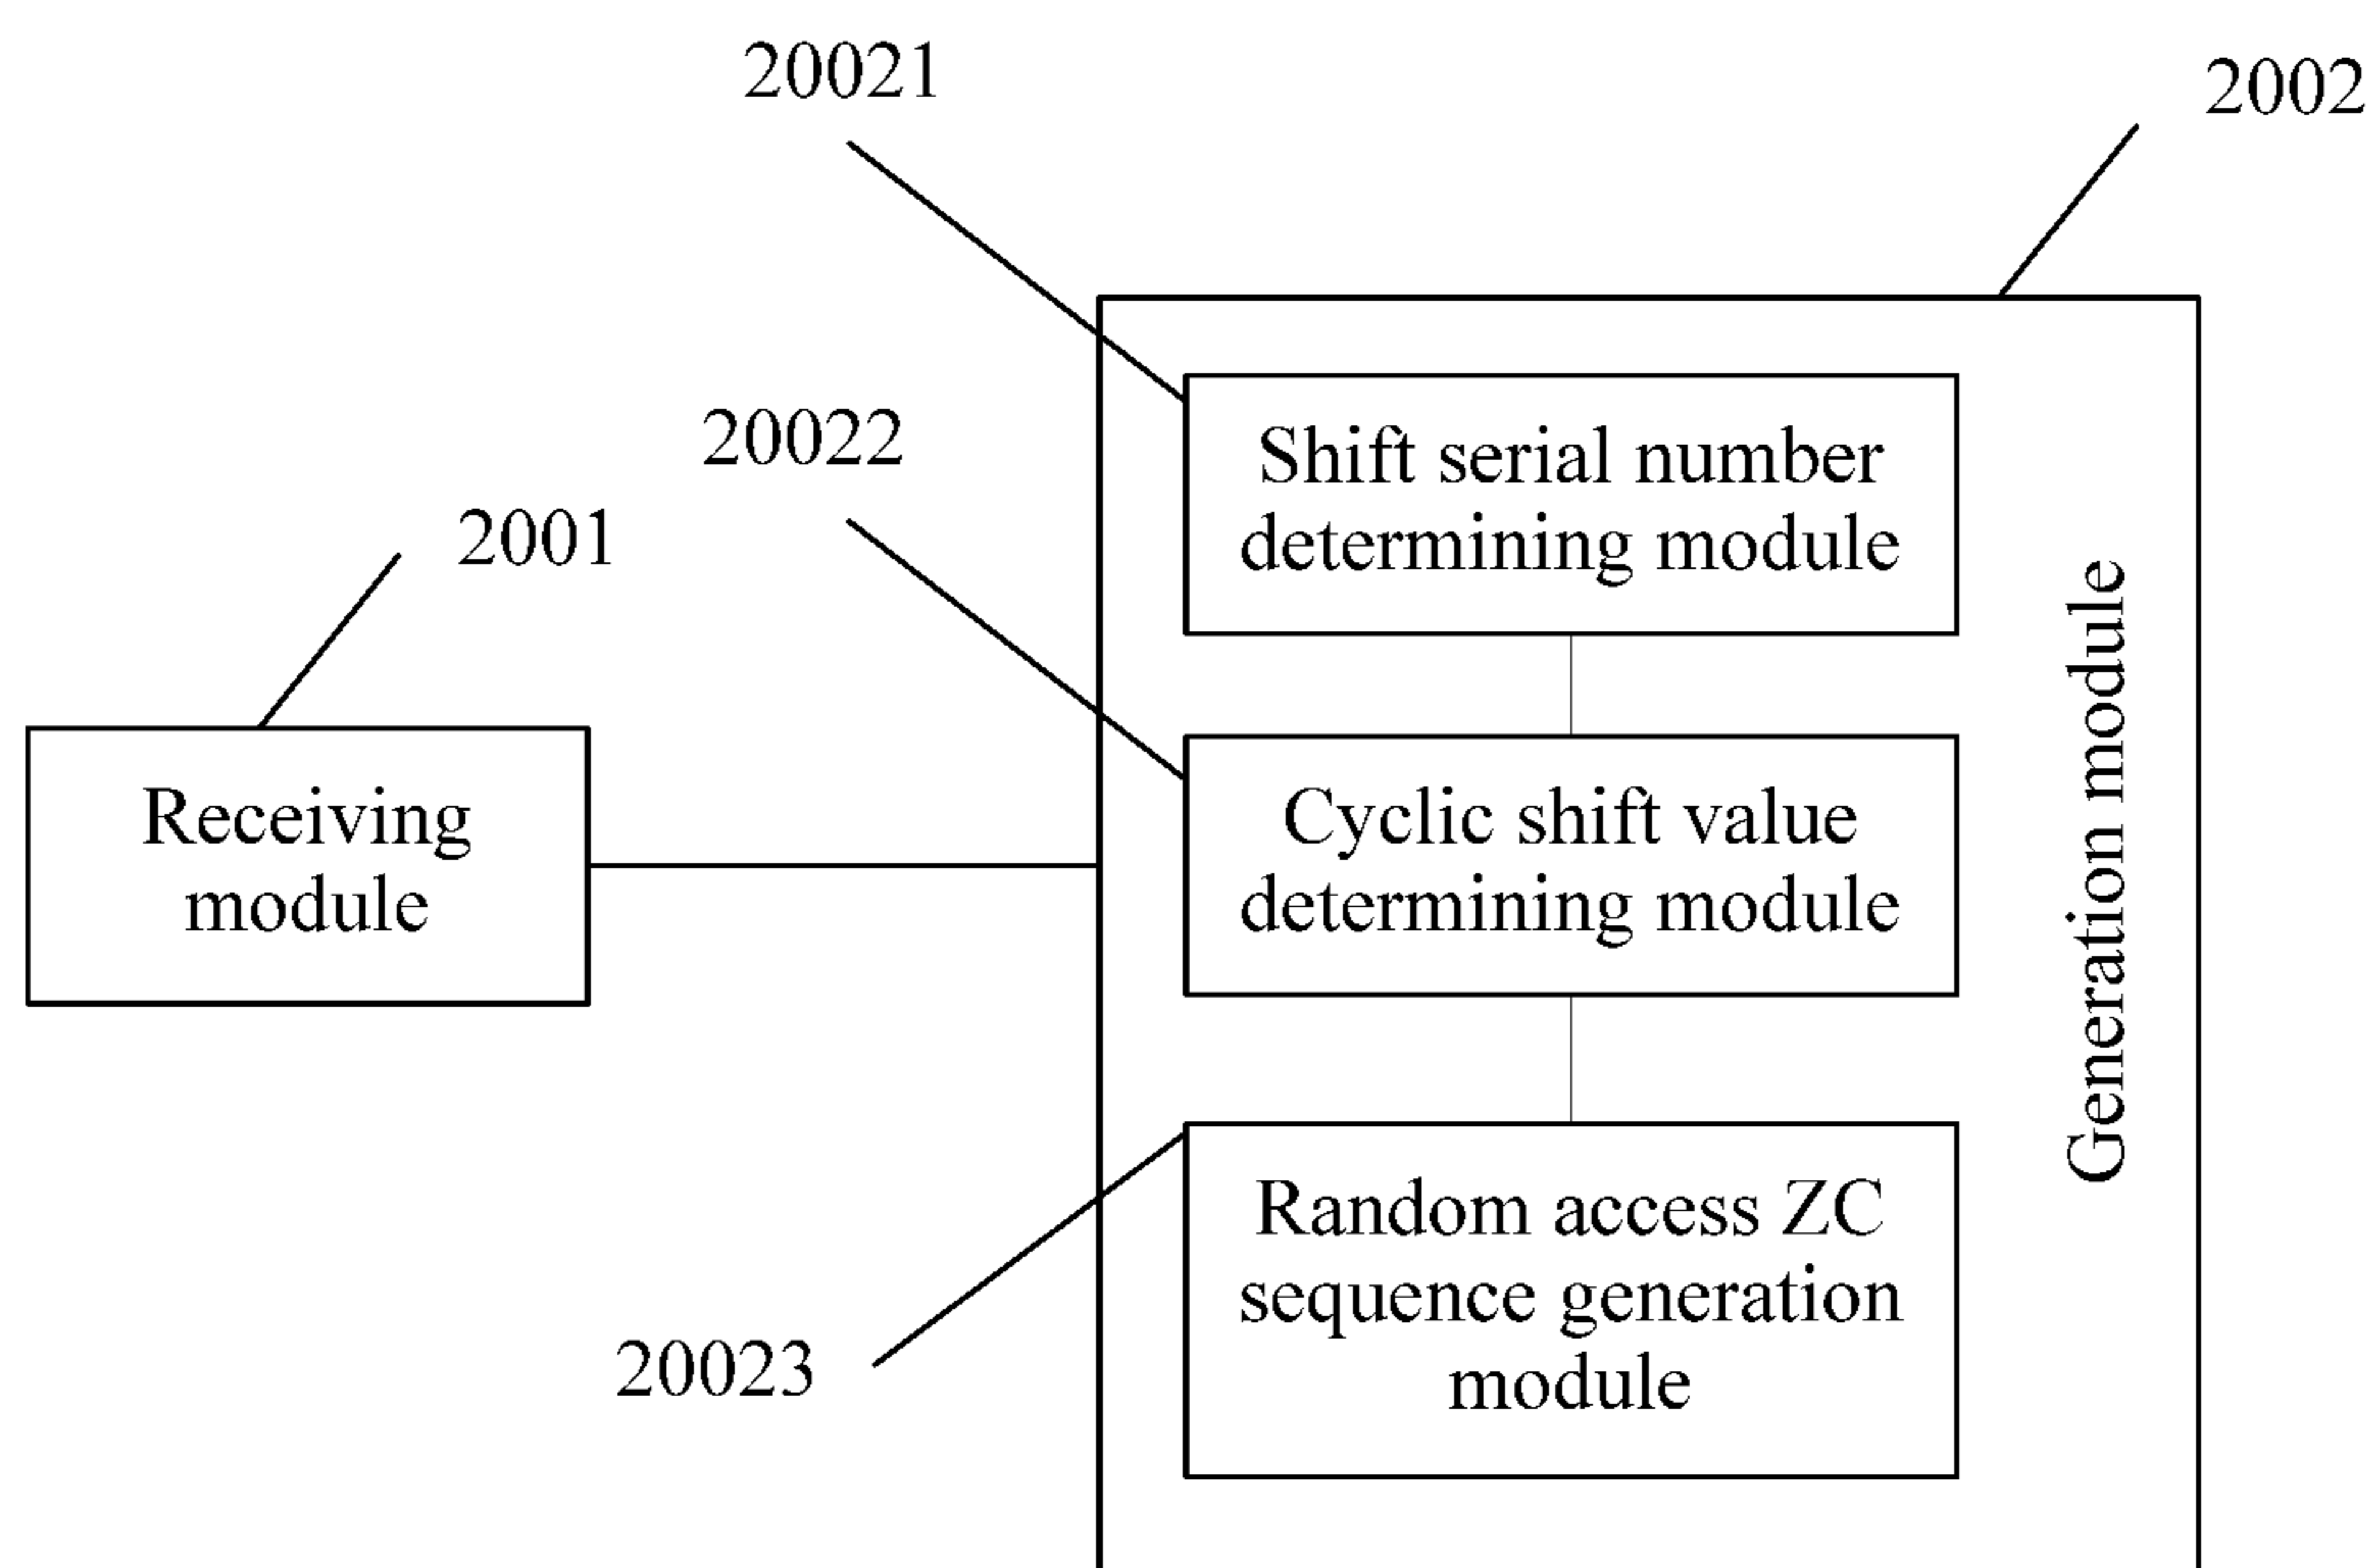 20021
2002
Shift serial number
determining module
20022
2001
Cyclic shift value
determining module
Receiving
module
Generation module
Random access ZC
sequence generation
module
20023